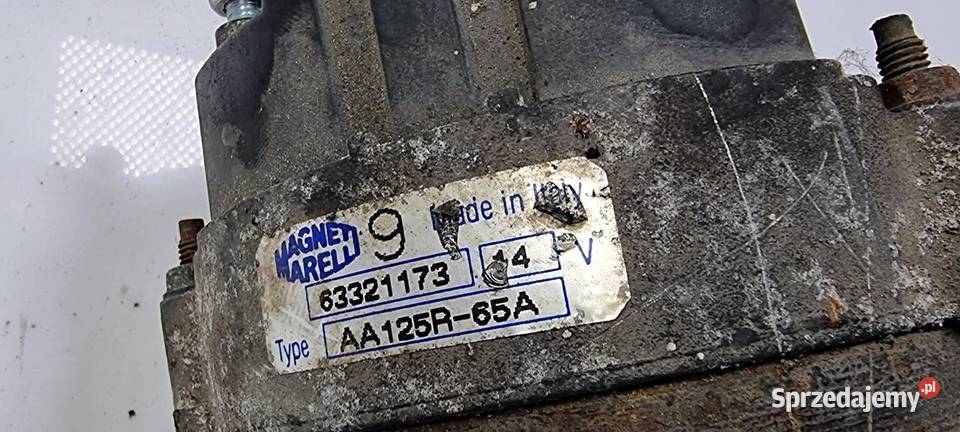 MAGNETI MARELLI
9
Made in Italy
63321173 14 V
Type AA125R-65A
Sprzedajemy.pl